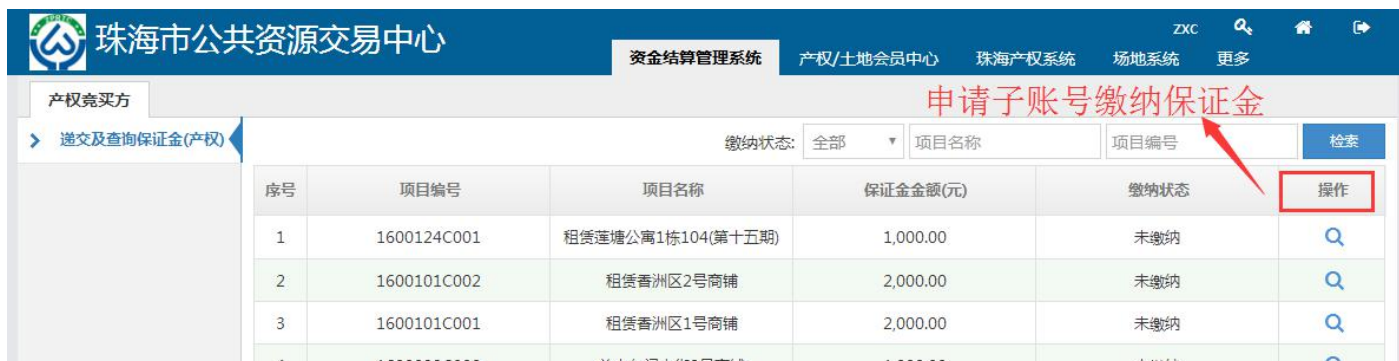 珠海市公共资源交易中心
zxc
资金结算管理系统 产权/土地会员中心 珠海产权系统 场地系统 更多
产权竞买方
申请子账号缴纳保证金
递交及查询保证金(产权)
缴纳状态: 全部 项目名称 项目编号 检索
序号 项目编号 项目名称 保证金金额(元) 缴纳状态 操作
1 1600124C001 租赁莲塘公寓1栋104(第十五期) 1,000.00 未缴纳
2 1600101C002 租赁香洲区2号商铺 2,000.00 未缴纳
3 1600101C001 租赁香洲区1号商铺 2,000.00 未缴纳